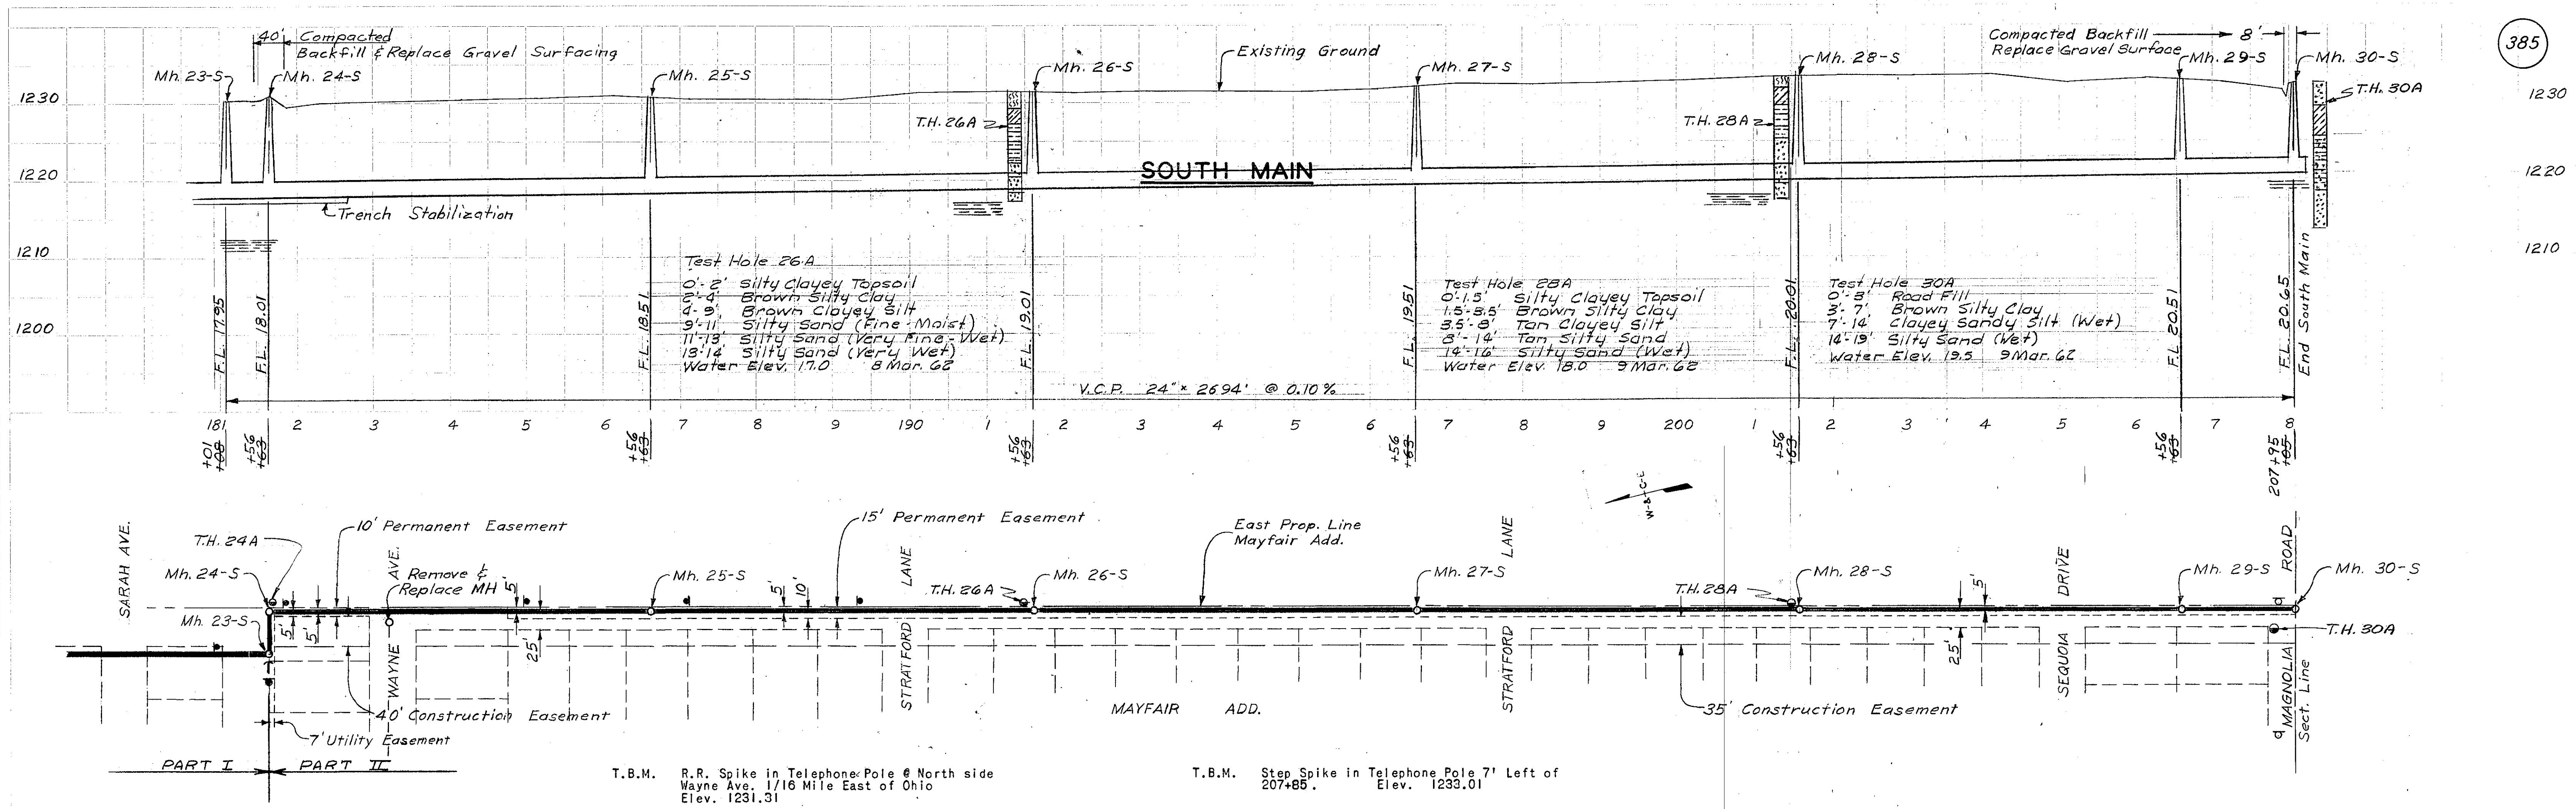 385
40' Compacted
Backfill & Replace Gravel Surfacing
Compacted Backfill
8'
Replace Gravel Surface
Existing Ground
Mh. 23-S
Mh. 24-S
Mh. 25-S
Mh. 26-S
Mh. 27-S
Mh. 28-S
Mh. 29-S
Mh. 30-S
1230
1230
T.H. 26A
T.H. 28A
T.H. 30A
SOUTH MAIN
1220
1220
Trench Stabilization
1210
1210
1200
Test Hole 26A
0'-2' Silty Clayey Topsoil
2'-4' Brown Silty Clay
4'-9' Brown Clayey Silt
9'-11' Silty Sand (Fine-Moist)
11'-13' Silty Sand (Very Fine-Wet)
13'-14' Silty Sand (Very Wet)
Water Elev. 17.0 8 Mar. 62
Test Hole 28A
0'-1.5' Silty Clayey Topsoil
1.5'-3.5' Brown Silty Clay
3.5'-8' Tan Clayey Silt
8'-14' Tan Silty Sand
14'-16' Silty Sand (Wet)
Water Elev. 18.0 9 Mar. 62
Test Hole 30A
0'-3' Road Fill
3'-7' Brown Silty Clay
7'-14' Clayey Sandy Silt (Wet)
14'-19' Silty Sand (Wet)
Water Elev. 19.5 9 Mar. 62
F.L. 17.95
F.L. 18.01
F.L. 18.51
F.L. 19.01
F.L. 19.51
F.L. 20.01
F.L. 20.51
F.L. 20.65
End South Main
V.C.P. 24" x 2694' @ 0.10%
181 2 3 4 5 6 7 8 9 190 1 2 3 4 5 6 7 8 9 200 1 2 3 4 5 6 7 8
+01
+08
+56
+63
+56
+63
+56
+63
+56
+63
+56
+63
+56
+63
207+95
+05
W-8-C-E
SARAH AVE.
T.H. 24A
10' Permanent Easement
15' Permanent Easement
East Prop. Line
Mayfair Add.
Mh. 24-S
Mh. 23-S
WAYNE AVE.
Remove &
Replace MH
Mh. 25-S
STRATFORD LANE
T.H. 26A
Mh. 26-S
Mh. 27-S
STRATFORD LANE
T.H. 28A
Mh. 28-S
SEQUOIA DRIVE
Mh. 29-S
MAGNOLIA ROAD
Sect. Line
Mh. 30-S
T.H. 30A
5'
5'
5'
25'
5'
10'
25'
5'
40' Construction Easement
7' Utility Easement
MAYFAIR ADD.
35' Construction Easement
PART I
PART II
T.B.M. R.R. Spike in Telephone Pole @ North side
Wayne Ave. 1/16 Mile East of Ohio
Elev. 1231.31
T.B.M. Step Spike in Telephone Pole 7' Left of
207+85. Elev. 1233.01